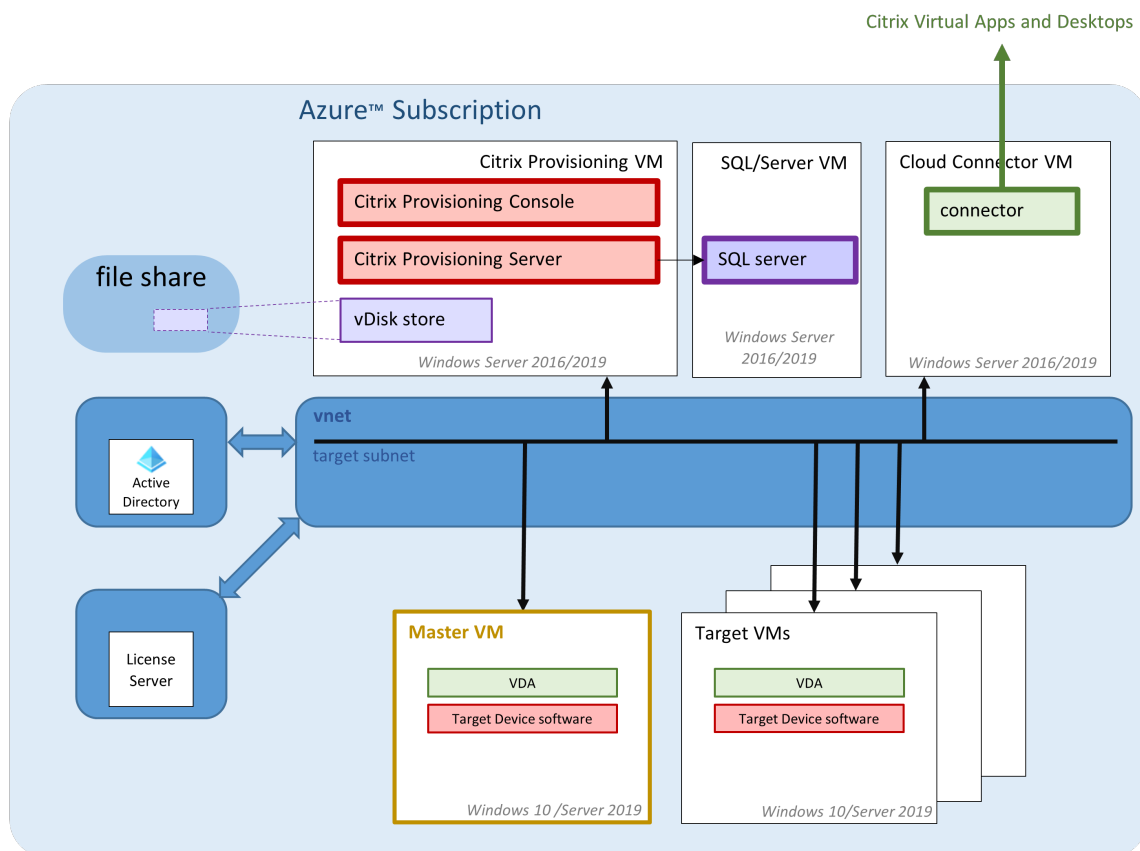 Citrix Virtual Apps and Desktops
Azure™ Subscription
Citrix Provisioning VM
Citrix Provisioning Console
Citrix Provisioning Server
vDisk store
Windows Server 2016/2019
SQL/Server VM
SQL server
Windows Server
2016/2019
Cloud Connector VM
connector
Windows Server 2016/2019
file share
vnet
target subnet
Active
Directory
License
Server
Master VM
VDA
Target Device software
Windows 10 /Server 2019
Target VMs
VDA
Target Device software
Windows 10/Server 2019